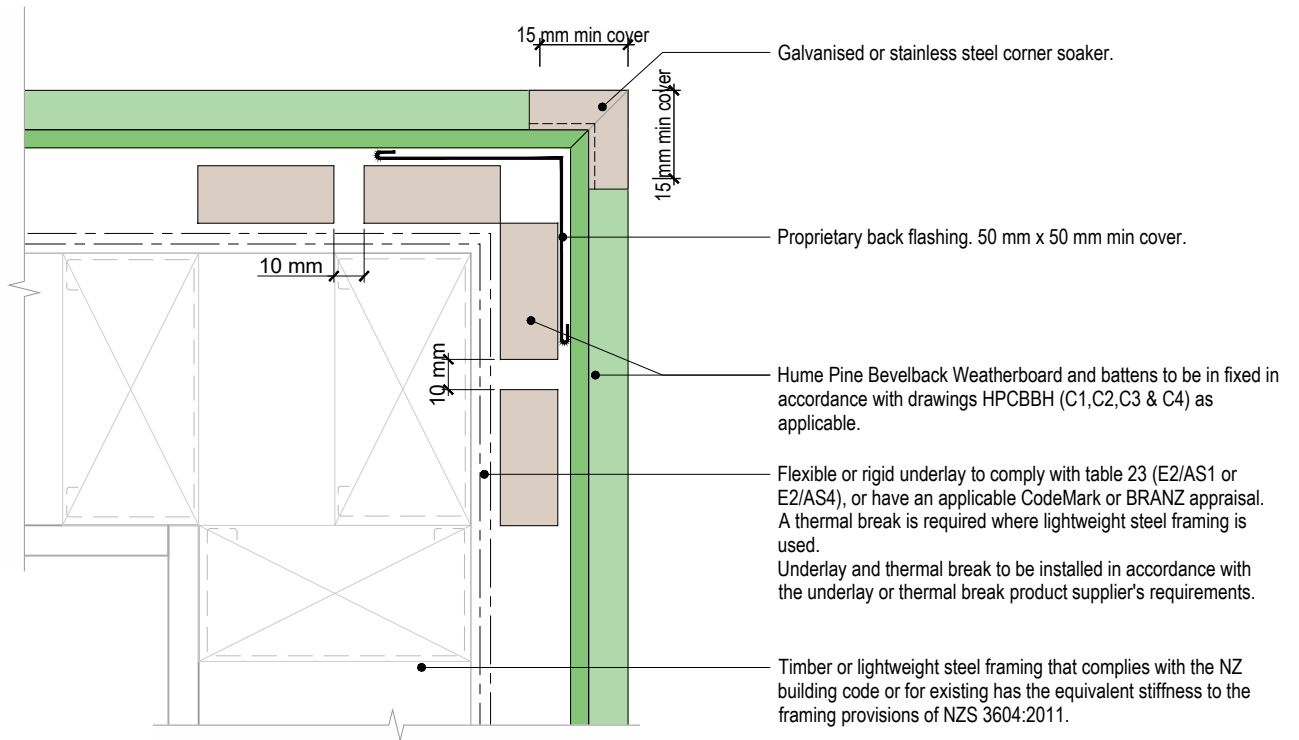 15 mm min cover
Galvanised or stainless steel corner soaker.
15 mm min cover
Proprietary back flashing. 50 mm x 50 mm min cover.
10 mm
10 mm
Hume Pine Bevelback Weatherboard and battens to be in fixed in
accordance with drawings HPCBBH (C1,C2,C3 & C4) as
applicable.
Flexible or rigid underlay to comply with table 23 (E2/AS1 or
E2/AS4), or have an applicable CodeMark or BRANZ appraisal.
A thermal break is required where lightweight steel framing is
used.
Underlay and thermal break to be installed in accordance with
the underlay or thermal break product supplier's requirements.
Timber or lightweight steel framing that complies with the NZ
building code or for existing has the equivalent stiffness to the
framing provisions of NZS 3604:2011.